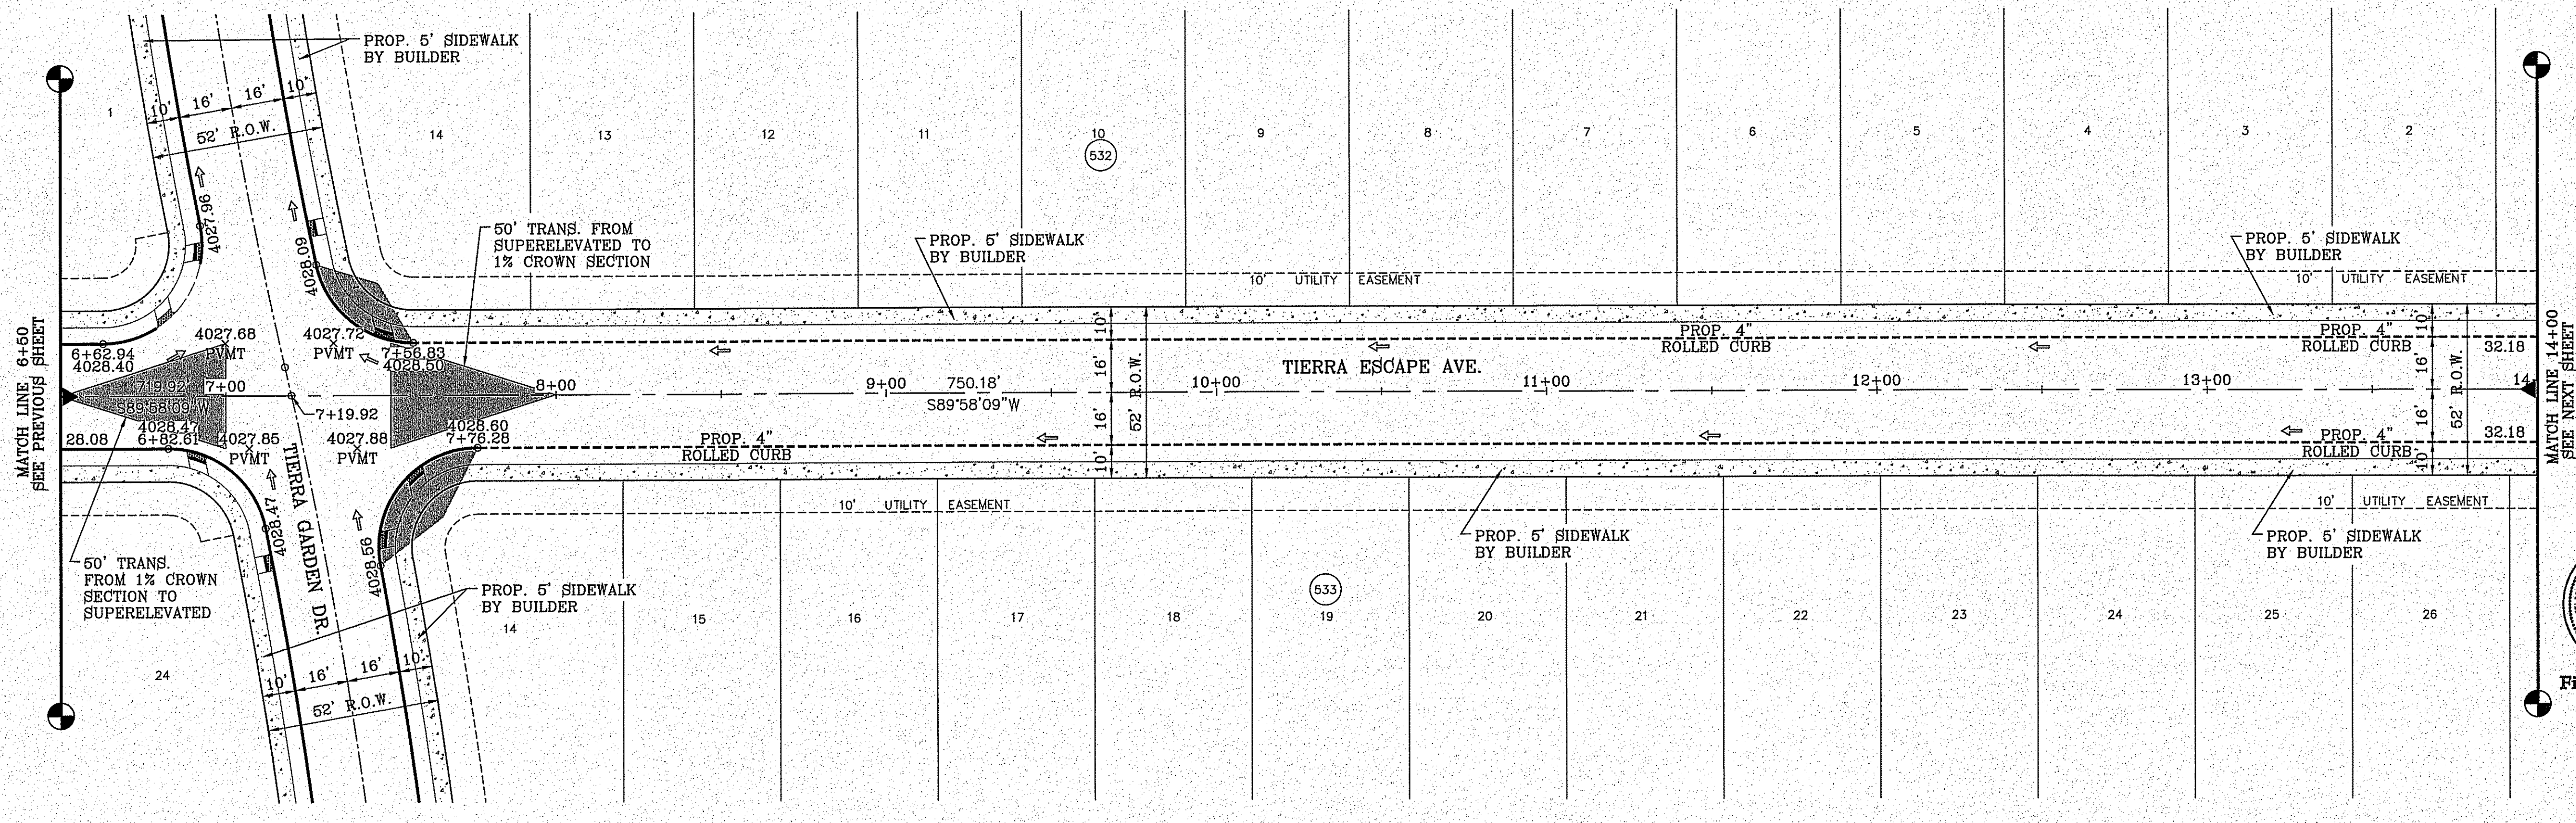 MATCH LINE 6+50
SEE PREVIOUS SHEET
PROP. 5' SIDEWALK
BY BUILDER
10'
16'
16'
10'
52' R.O.W.
1
14
13
12
11
10
9
8
7
6
5
4
3
2
532
4027.96
4028.09
50' TRANS. FROM
SUPERELEVATED TO
1% CROWN SECTION
PROP. 5' SIDEWALK
BY BUILDER
PROP. 5' SIDEWALK
BY BUILDER
10' UTILITY EASEMENT
10' UTILITY EASEMENT
4027.68
PVMT
4027.72
PVMT
6+62.94
4028.40
7+56.83
4028.50
719.92'
S89°58'09"W
7+00
7+19.92
8+00
9+00
750.18'
S89°58'09"W
10+00
TIERRA ESCAPE AVE.
11+00
12+00
13+00
14
PROP. 4"
ROLLED CURB
PROP. 4"
ROLLED CURB
32.18
10'
16'
16'
10'
52' R.O.W.
10'
16'
16'
10'
52' R.O.W.
28.08
4028.47
6+82.61
4027.85
PVMT
4027.88
PVMT
4028.60
7+76.28
PROP. 4"
ROLLED CURB
PROP. 4"
ROLLED CURB
32.18
4028.47
4028.56
TIERRA GARDEN DR.
10' UTILITY EASEMENT
10' UTILITY EASEMENT
50' TRANS.
FROM 1% CROWN
SECTION TO
SUPERELEVATED
PROP. 5' SIDEWALK
BY BUILDER
PROP. 5' SIDEWALK
BY BUILDER
PROP. 5' SIDEWALK
BY BUILDER
533
24
14
15
16
17
19
20
21
22
23
24
25
26
10'
16'
16'
10'
52' R.O.W.
MATCH LINE 14+00
SEE NEXT SHEET
Fi